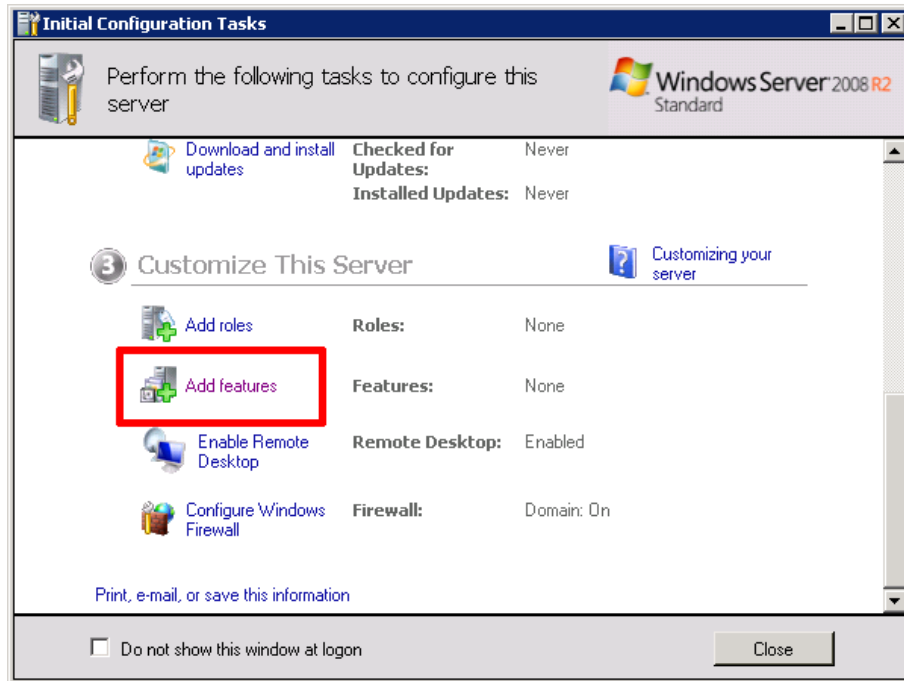 Initial Configuration Tasks
Perform the following tasks to configure this
server
Windows Server 2008 R2
Standard
Download and install Checked for Never
updates Updates:
Installed Updates: Never
3 Customize This Server
Customizing your
server
Add roles Roles: None
Add features Features: None
Enable Remote Remote Desktop: Enabled
Desktop
Configure Windows Firewall: Domain: On
Firewall
Print, e-mail, or save this information
Do not show this window at logon Close